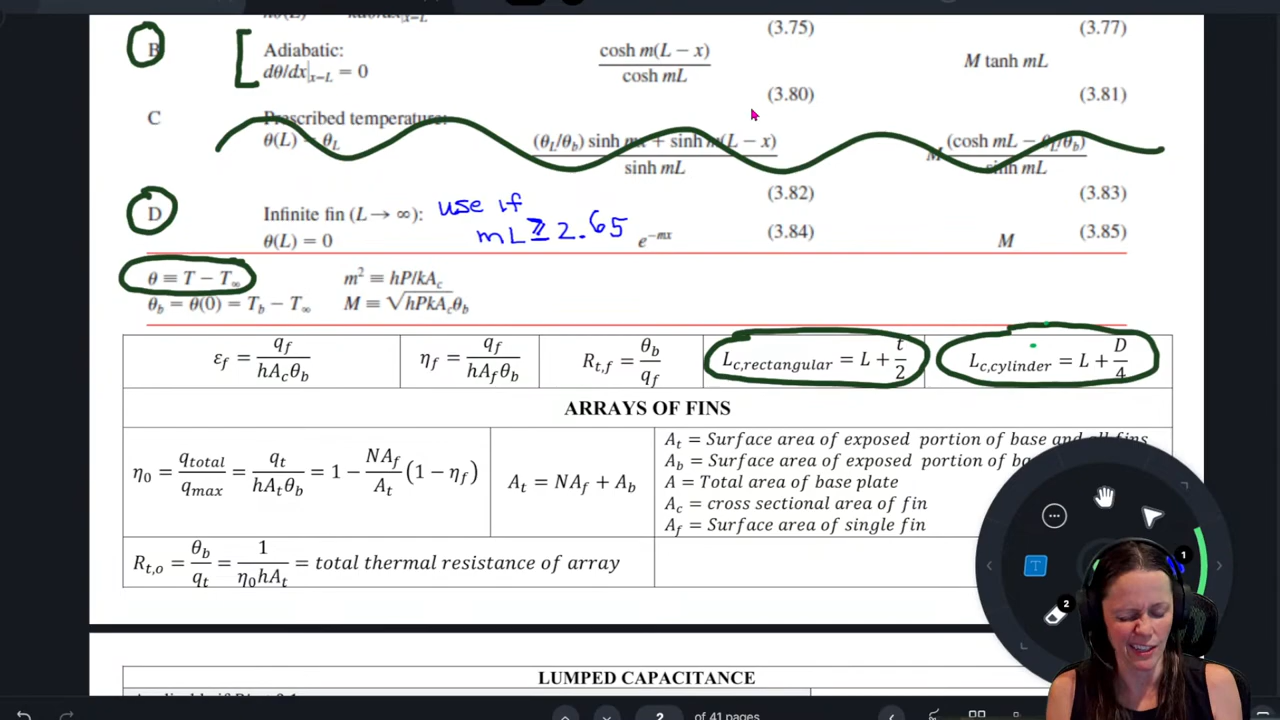 (3.75) (3.77)
B Adiabatic: cosh m(L − x) / cosh mL M tanh mL
dθ/dx|x=L = 0
(3.80) (3.81)
C Prescribed temperature: (θL/θb) sinh mx + sinh m(L − x) / sinh mL M (cosh mL − θL/θb) / sinh mL
θ(L) = θL
(3.82) (3.83)
D Infinite fin (L → ∞): use if
θ(L) = 0 mL ≥ 2.65 e^−mx (3.84) M (3.85)
θ ≡ T − T∞ m² ≡ hP/kAc
θb = θ(0) = Tb − T∞ M ≡ √hPkAcθb
εf = qf / hAcθb ηf = qf / hAfθb Rt,f = θb / qf Lc,rectangular = L + t/2 Lc,cylinder = L + D/4
ARRAYS OF FINS
η0 = qtotal / qmax = qt / hAtθb = 1 − NAf / At (1 − ηf) At = NAf + Ab
At = Surface area of exposed portion of base and all fins
Ab = Surface area of exposed portion of
A = Total area of base plate
Ac = cross sectional area of fin
Af = Surface area of single fin
Rt,o = θb / qt = 1 / η0hAt = total thermal resistance of array
1
T
2
LUMPED CAPACITANCE
2 of 41 pages